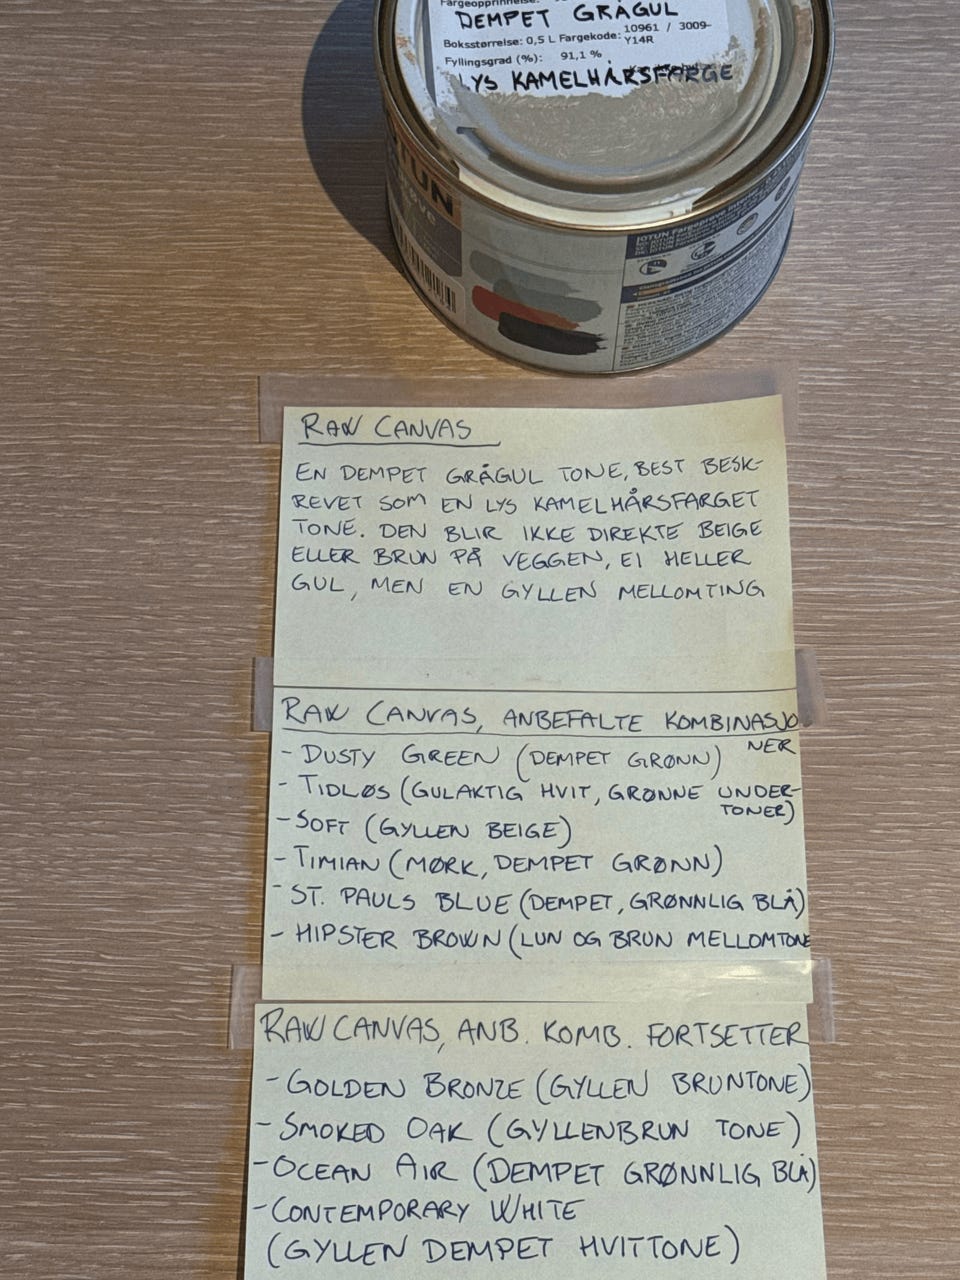 Fargeopprinnelse:
DEMPET GRÅGUL
Boksstørrelse: 0,5 L Fargekode: 10961 / 3009-
Y14R
Fyllingsgrad (%): 91,1 %
LYS KAMELHÅRSFARGE
JOTUN Fargeprøve
RAW CANVAS
EN DEMPET GRÅGUL TONE, BEST BESK-
REVET SOM EN LYS KAMELHÅRSFARGET
TONE. DEN BLIR IKKE DIREKTE BEIGE
ELLER BRUN PÅ VEGGEN, EI HELLER
GUL, MEN EN GYLLEN MELLOMTING
RAW CANVAS, ANBEFALTE KOMBINASJO-
NER
- DUSTY GREEN (DEMPET GRØNN)
- TIDLØS (GULAKTIG HVIT, GRØNNE UNDER-
TONER)
- SOFT (GYLLEN BEIGE)
- TIMIAN (MØRK, DEMPET GRØNN)
- ST. PAULS BLUE (DEMPET, GRØNNLIG BLÅ)
- HIPSTER BROWN (LUN OG BRUN MELLOMTONE
RAW CANVAS, ANB. KOMB. FORTSETTER
- GOLDEN BRONZE (GYLLEN BRUNTONE)
- SMOKED OAK (GYLLENBRUN TONE)
- OCEAN AIR (DEMPET GRØNNLIG BLÅ)
- CONTEMPORARY WHITE
(GYLLEN DEMPET HVITTONE)